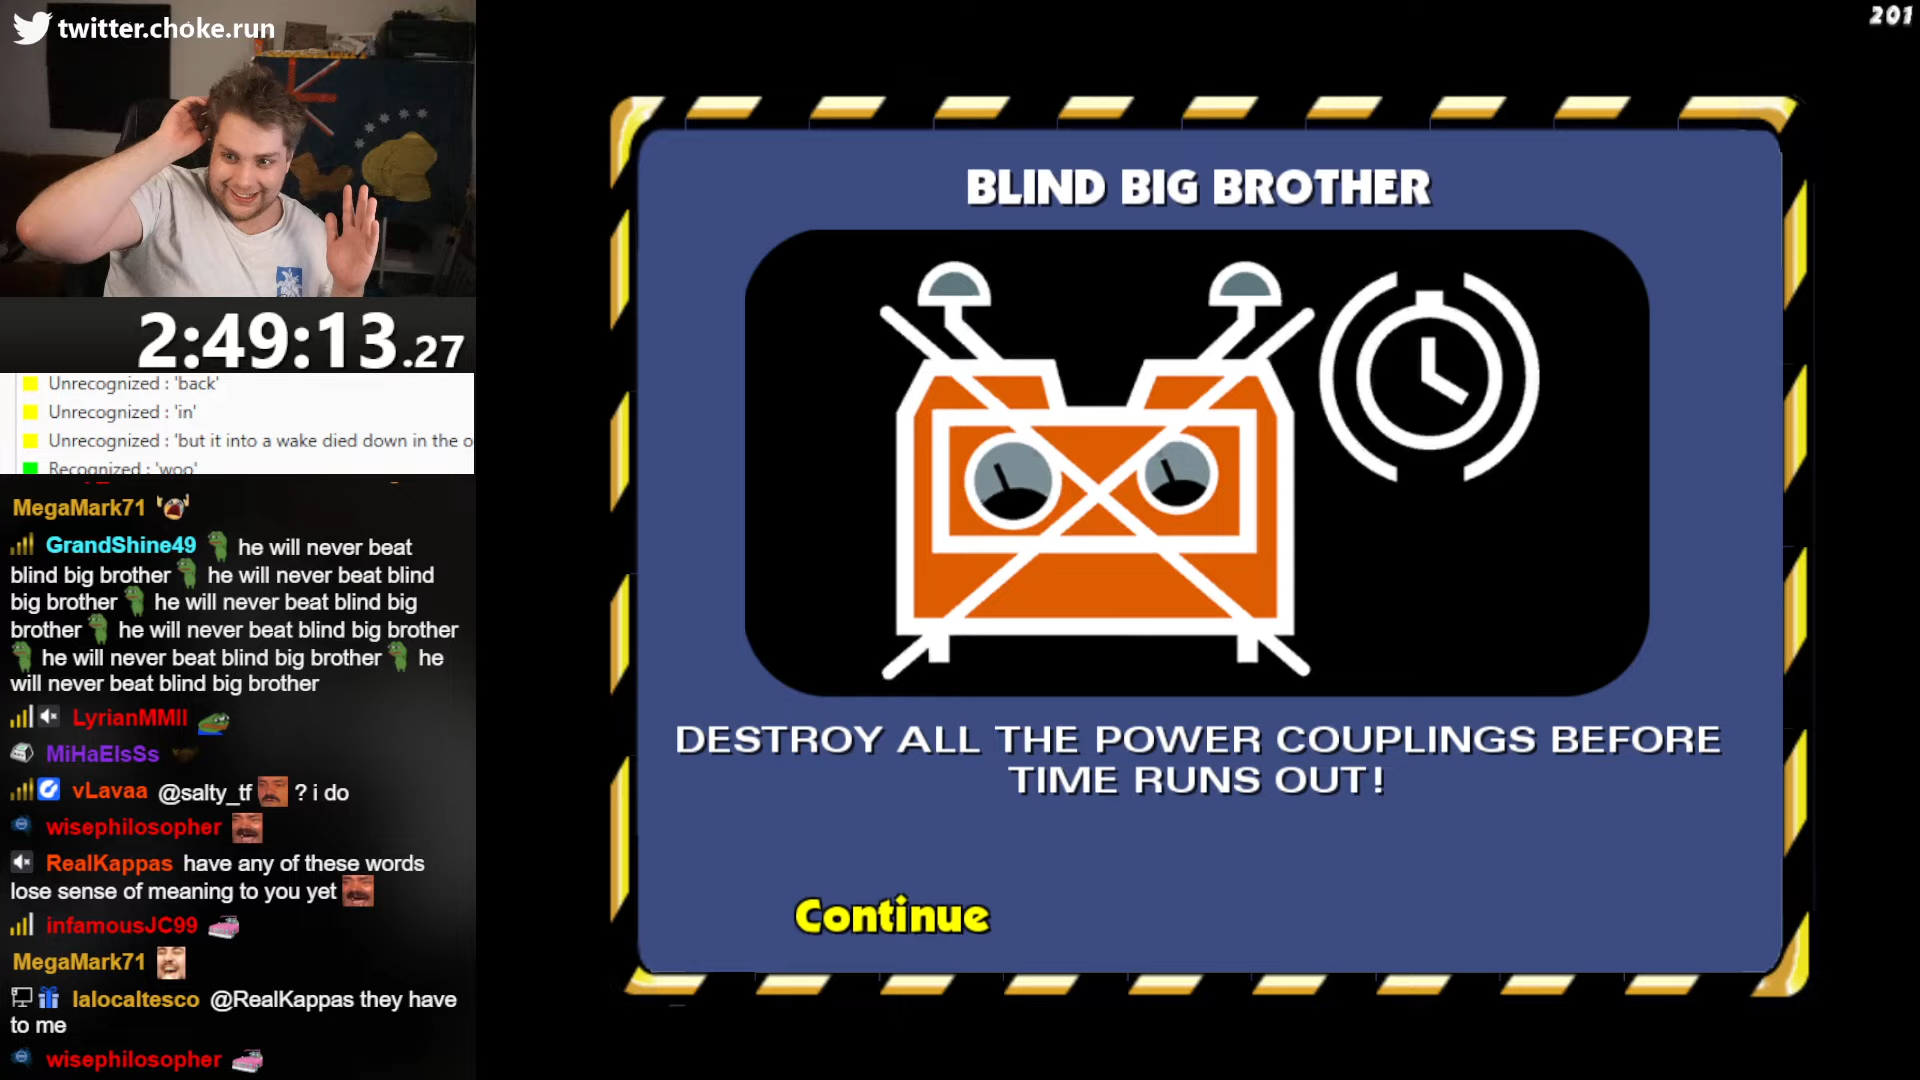 twitter.choke.run
201
2:49:13.27
Unrecognized : 'back'
Unrecognized : 'in'
Unrecognized : 'but it into a wake died down in the o
Recognized : 'woo'
MegaMark71
GrandShine49 he will never beat
blind big brother he will never beat blind
big brother he will never beat blind big
brother he will never beat blind big brother
he will never beat blind big brother he
will never beat blind big brother
LyrianMMII
MiHaElsSs
vLavaa @salty_tf ? i do
wisephilosopher
RealKappas have any of these words
lose sense of meaning to you yet
infamousJC99
MegaMark71
lalocaltesco @RealKappas they have
to me
wisephilosopher
BLIND BIG BROTHER
DESTROY ALL THE POWER COUPLINGS BEFORE
TIME RUNS OUT!
Continue